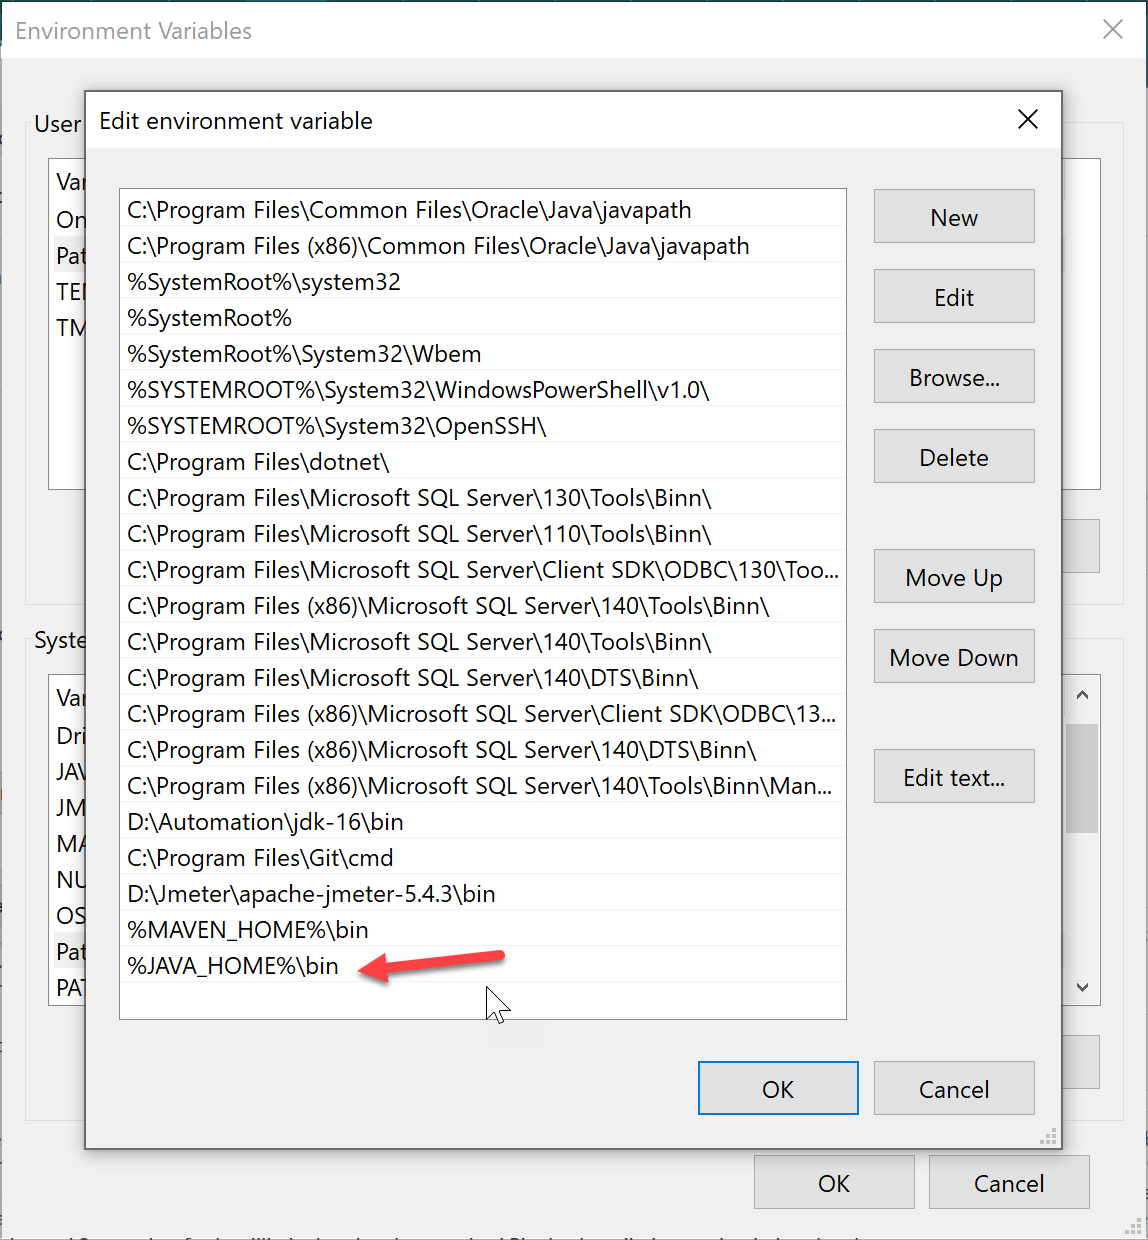 Environment Variables
Edit environment variable
User
Var
On
Pat
TE
TM
C:\Program Files\Common Files\Oracle\Java\javapath
C:\Program Files (x86)\Common Files\Oracle\Java\javapath
%SystemRoot%\system32
%SystemRoot%
%SystemRoot%\System32\Wbem
%SYSTEMROOT%\System32\WindowsPowerShell\v1.0\
%SYSTEMROOT%\System32\OpenSSH\
C:\Program Files\dotnet\
C:\Program Files\Microsoft SQL Server\130\Tools\Binn\
C:\Program Files\Microsoft SQL Server\110\Tools\Binn\
C:\Program Files\Microsoft SQL Server\Client SDK\ODBC\130\Too...
C:\Program Files (x86)\Microsoft SQL Server\140\Tools\Binn\
C:\Program Files\Microsoft SQL Server\140\Tools\Binn\
C:\Program Files\Microsoft SQL Server\140\DTS\Binn\
C:\Program Files (x86)\Microsoft SQL Server\Client SDK\ODBC\13...
C:\Program Files (x86)\Microsoft SQL Server\140\DTS\Binn\
C:\Program Files (x86)\Microsoft SQL Server\140\Tools\Binn\Man...
D:\Automation\jdk-16\bin
C:\Program Files\Git\cmd
D:\Jmeter\apache-jmeter-5.4.3\bin
%MAVEN_HOME%\bin
%JAVA_HOME%\bin
New
Edit
Browse...
Delete
Move Up
Move Down
Edit text...
OK
Cancel
Syste
Var
Dri
JAV
JM
MA
NU
OS
Pat
PAT
OK
Cancel